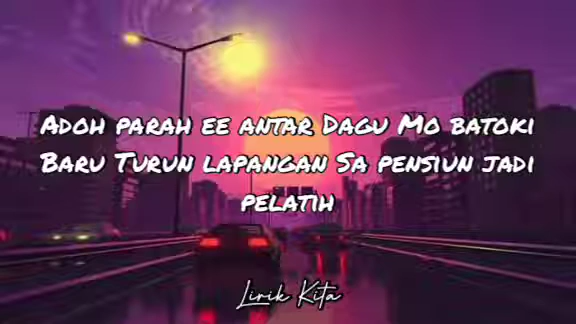 Adoh parah ee antar Dagu Mo batoki
Baru Turun lapangan Sa pensiun jadi
pelatih
Lirik Kita